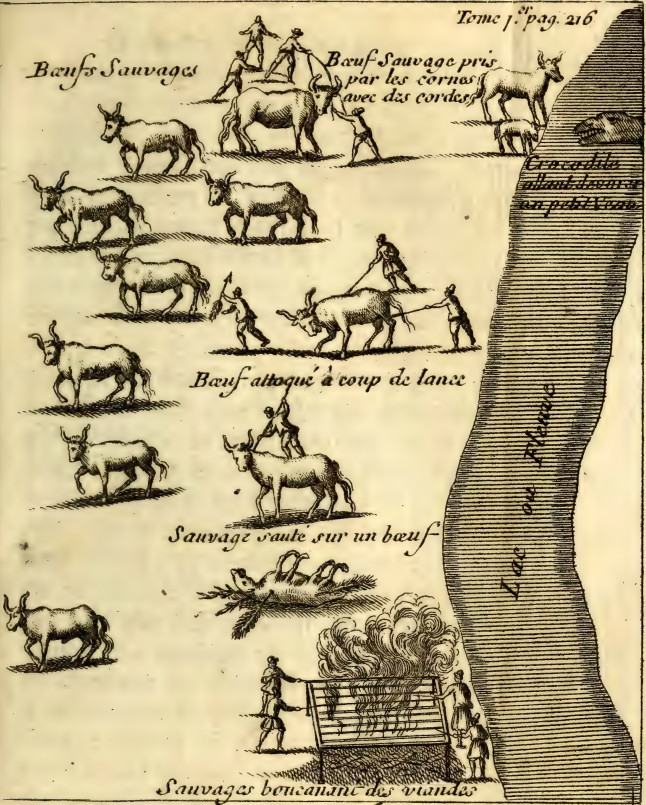 Tome 1.er pag. 216
Bœufs Sauvages
Bœuf Sauvage pris
par les cornes
avec des cordes
Crocodile
allant devorer
un petit Veau
Bœuf attaqué à coup de lance
Lac ou Fleuve
Sauvage sauté sur un bœuf
Sauvages boucanant des viandes